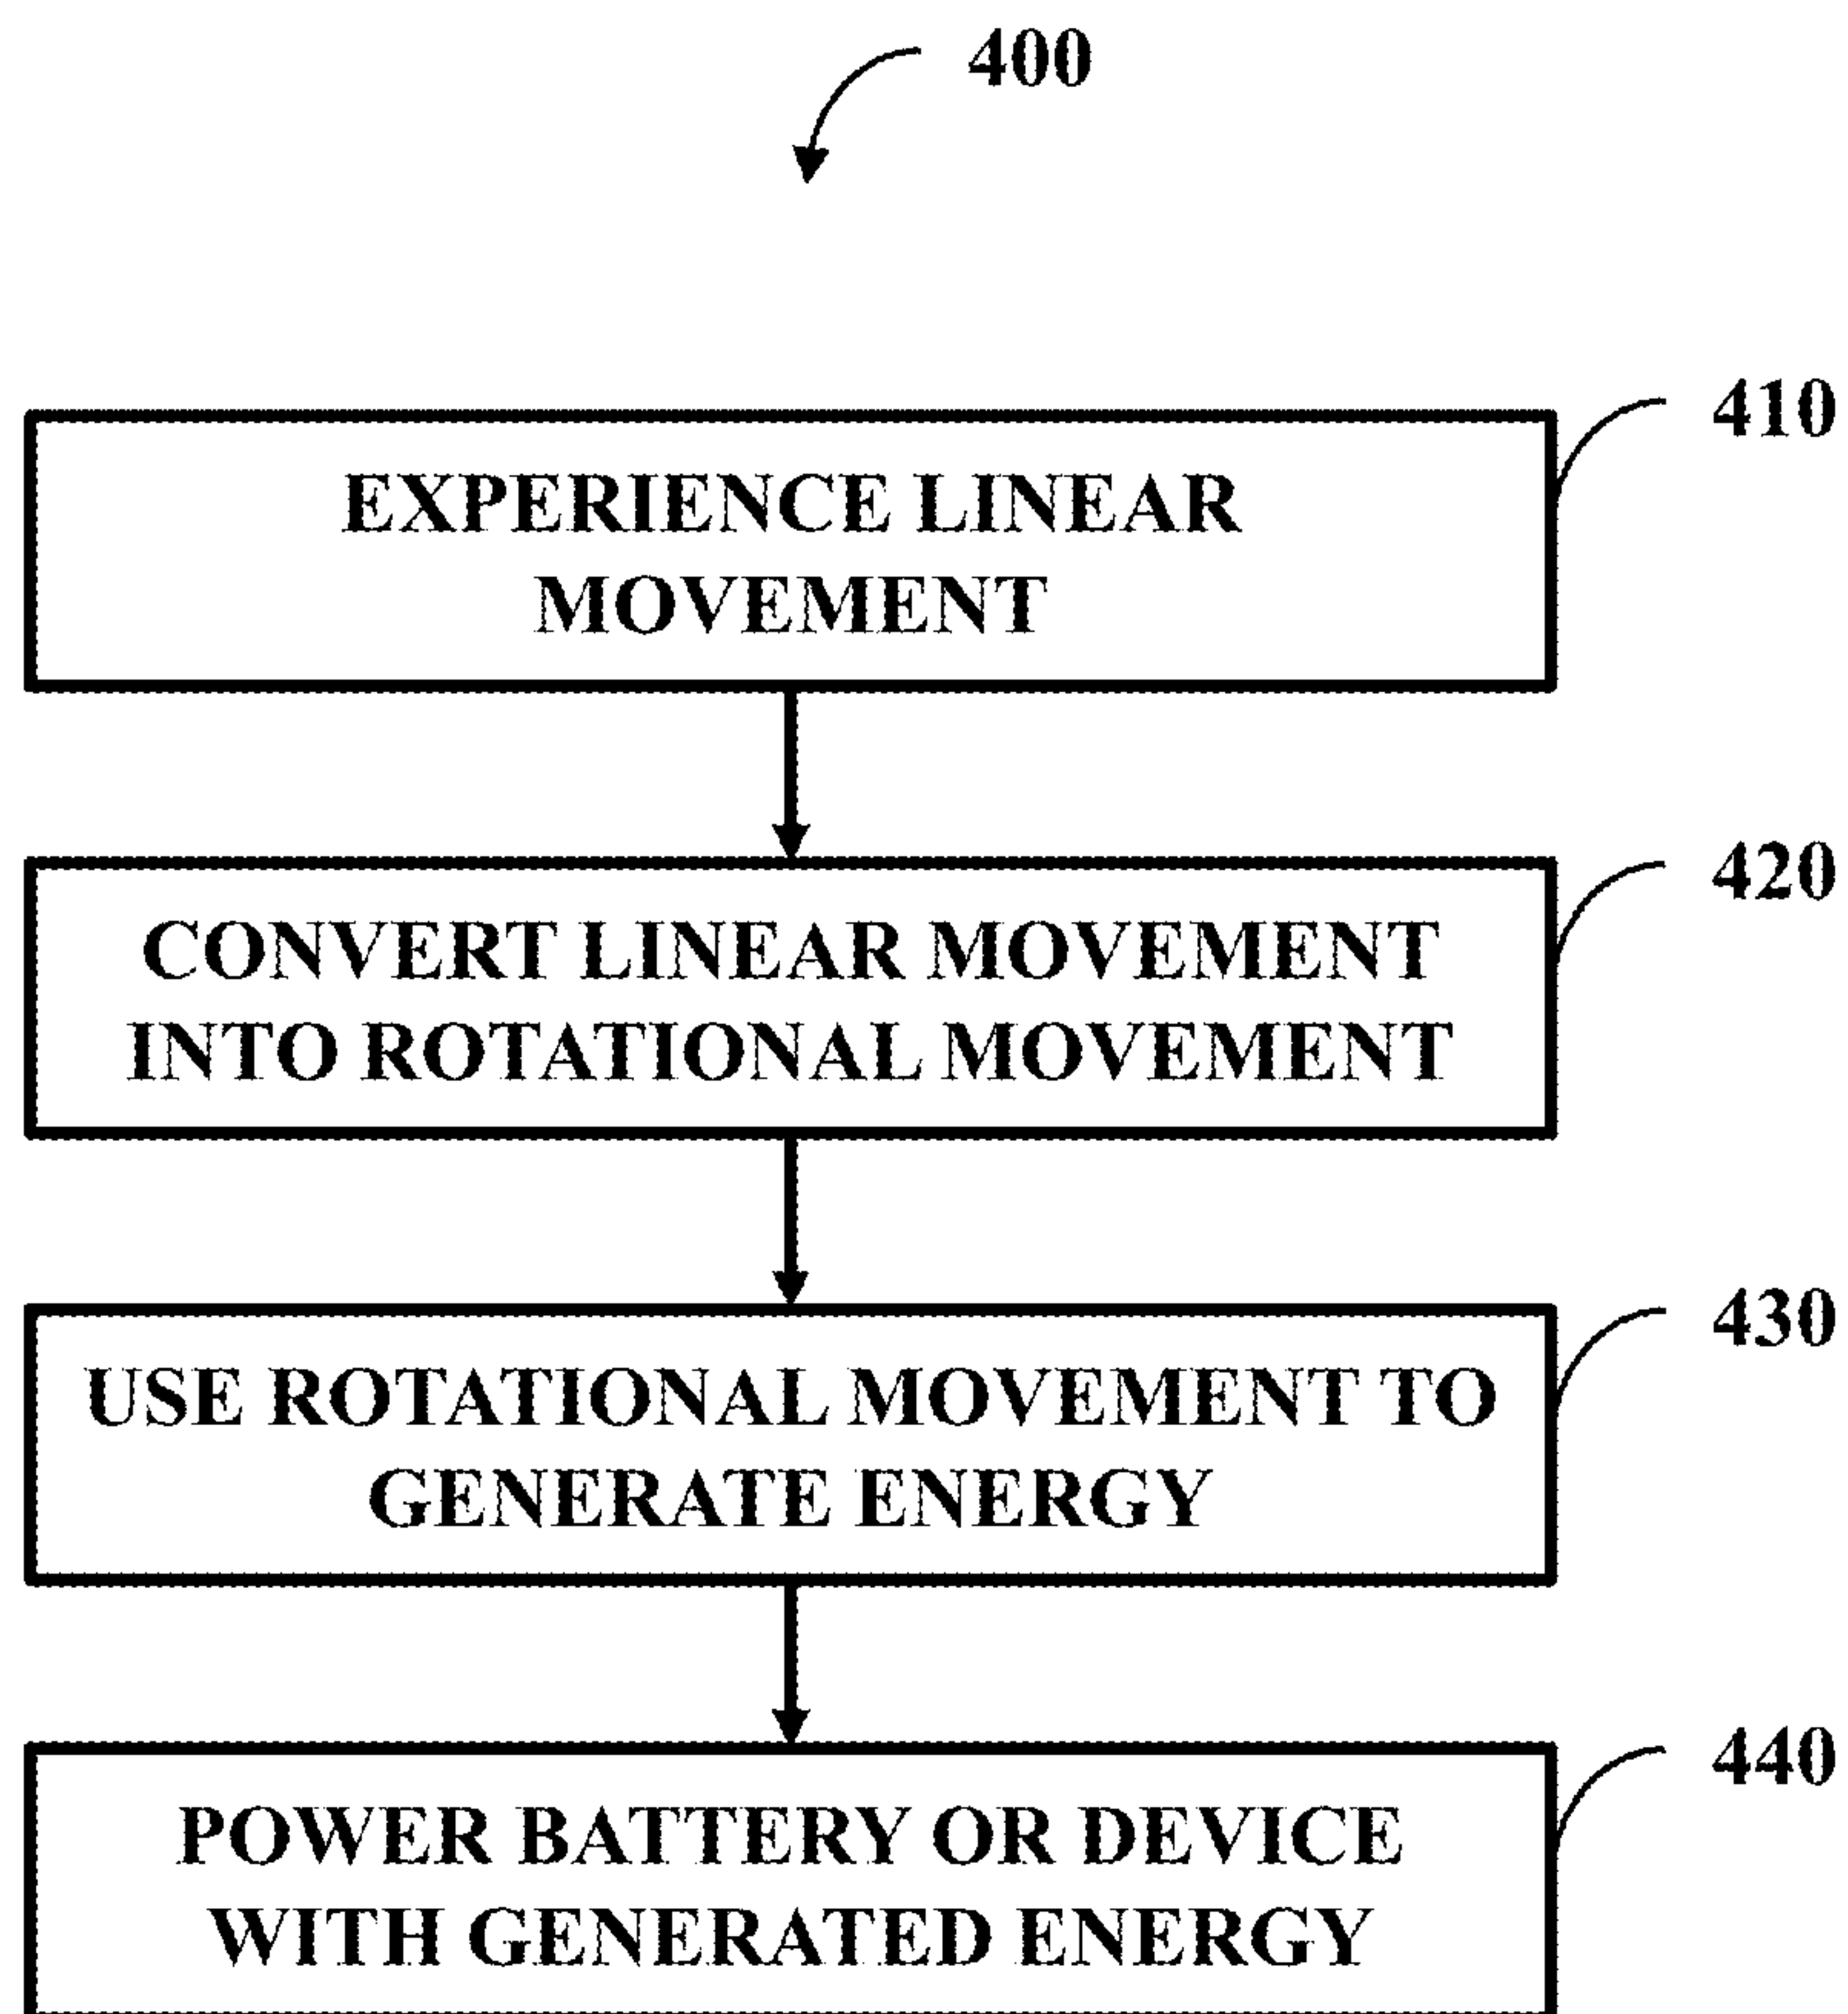 400
410
EXPERIENCE LINEAR
MOVEMENT
420
CONVERT LINEAR MOVEMENT
INTO ROTATIONAL MOVEMENT
430
USE ROTATIONAL MOVEMENT TO
GENERATE ENERGY
440
POWER BATTERY OR DEVICE
WITH GENERATED ENERGY